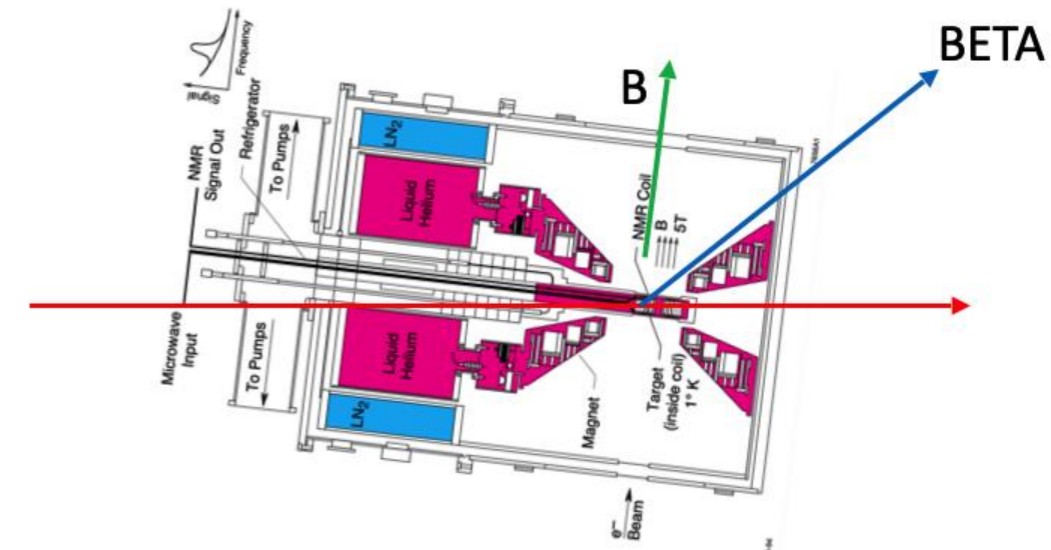 BETA
B
Frequency
Signal
Refrigerator
NMR
Signal Out
To Pumps
LN2
Liquid
Helium
NMR Coil
B
5T
7656A1
Microwave
Input
To Pumps
Liquid
Helium
LN2
Magnet
Target
(inside coil)
1° K
e–
Beam